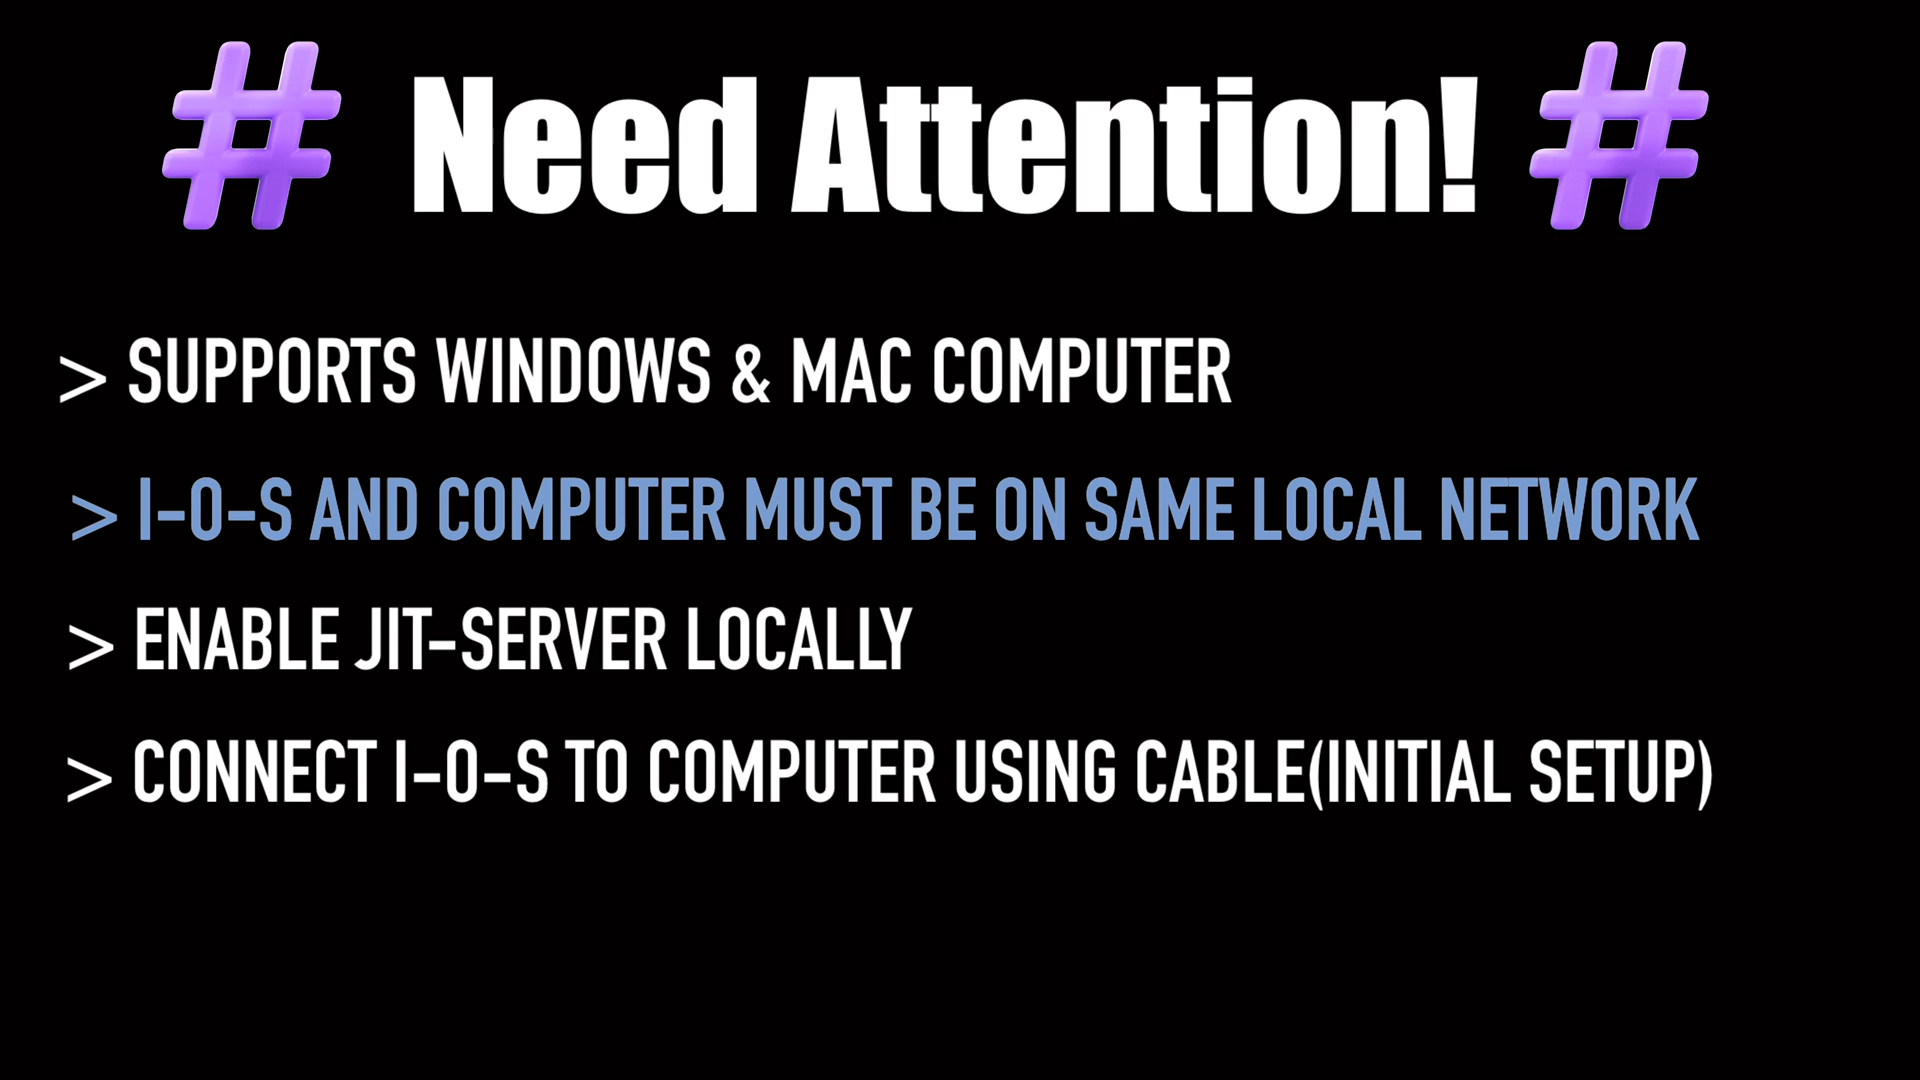 # Need Attention! #
> SUPPORTS WINDOWS & MAC COMPUTER
> I-O-S AND COMPUTER MUST BE ON SAME LOCAL NETWORK
> ENABLE JIT-SERVER LOCALLY
> CONNECT I-O-S TO COMPUTER USING CABLE(INITIAL SETUP)